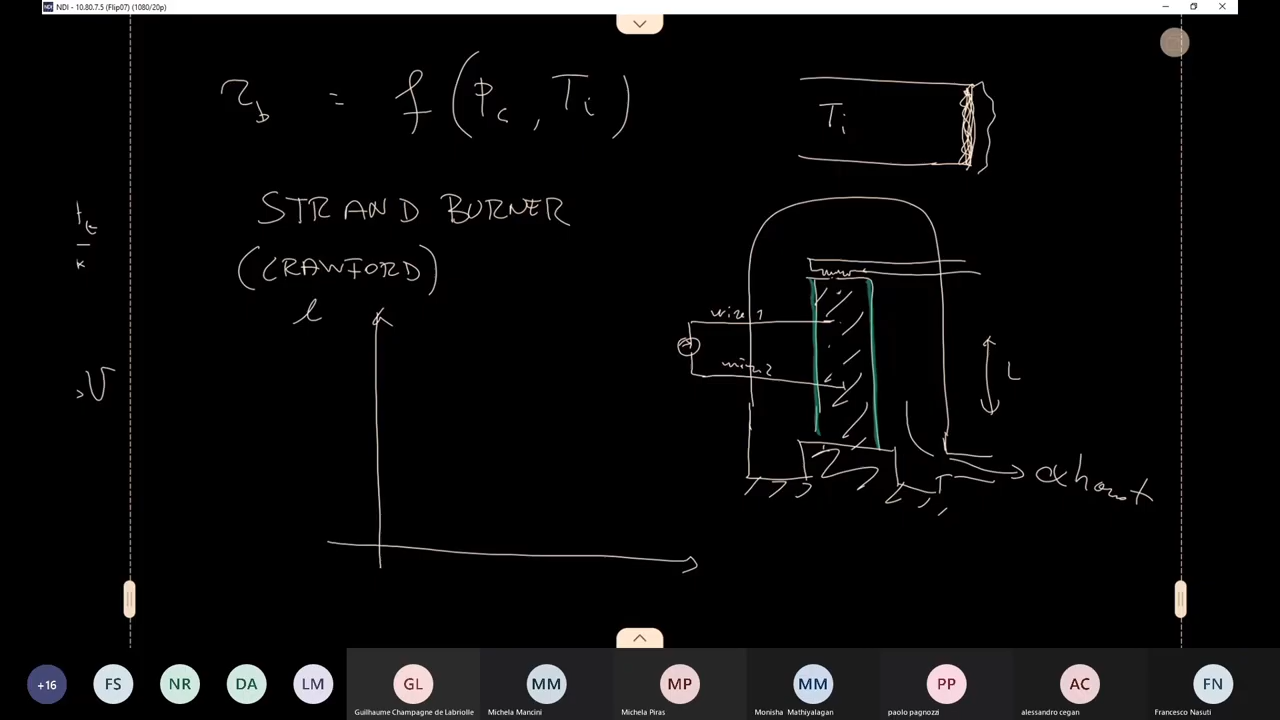 NDI - 10.80.7.5 (Flip07) (1080/20p)
r_b = f (P_c, T_i)
T_i
STRAND BURNER
(CRAWFORD)
l
wire 1
wire 2
L
exhaust
+16
FS
NR
DA
LM
GL
MM
MP
MM
PP
AC
FN
Guilhaume Champagne de Labriolle
Michela Mancini
Michela Piras
Monisha Mathiyalagan
paolo pagnozzi
alessandro cegan
Francesco Nasuti